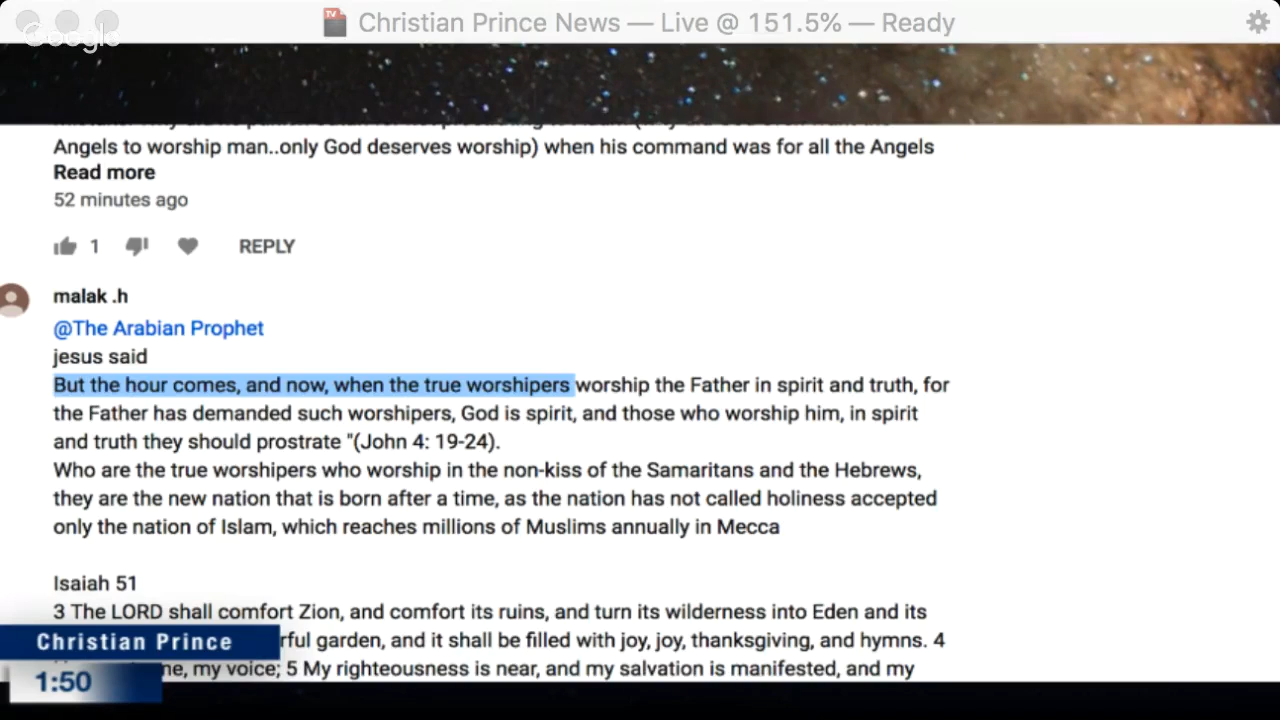 Google
TV
Christian Prince News — Live @ 151.5% — Ready
Angels to worship man..only God deserves worship) when his command was for all the Angels
Read more
52 minutes ago
1
REPLY
malak .h
@The Arabian Prophet
jesus said
But the hour comes, and now, when the true worshipers worship the Father in spirit and truth, for
the Father has demanded such worshipers, God is spirit, and those who worship him, in spirit
and truth they should prostrate "(John 4: 19-24).
Who are the true worshipers who worship in the non-kiss of the Samaritans and the Hebrews,
they are the new nation that is born after a time, as the nation has not called holiness accepted
only the nation of Islam, which reaches millions of Muslims annually in Mecca
Isaiah 51
3 The LORD shall comfort Zion, and comfort its ruins, and turn its wilderness into Eden and its
rful garden, and it shall be filled with joy, joy, thanksgiving, and hymns. 4
Christian Prince
me, my voice; 5 My righteousness is near, and my salvation is manifested, and my
1:50